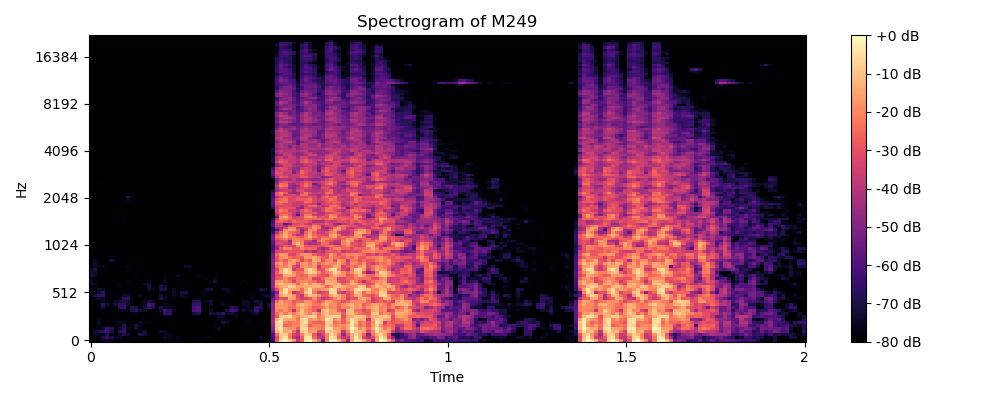 Spectrogram of M249
Hz
16384
8192
4096
2048
1024
512
0
0
0.5
1
1.5
2
Time
+0 dB
-10 dB
-20 dB
-30 dB
-40 dB
-50 dB
-60 dB
-70 dB
-80 dB